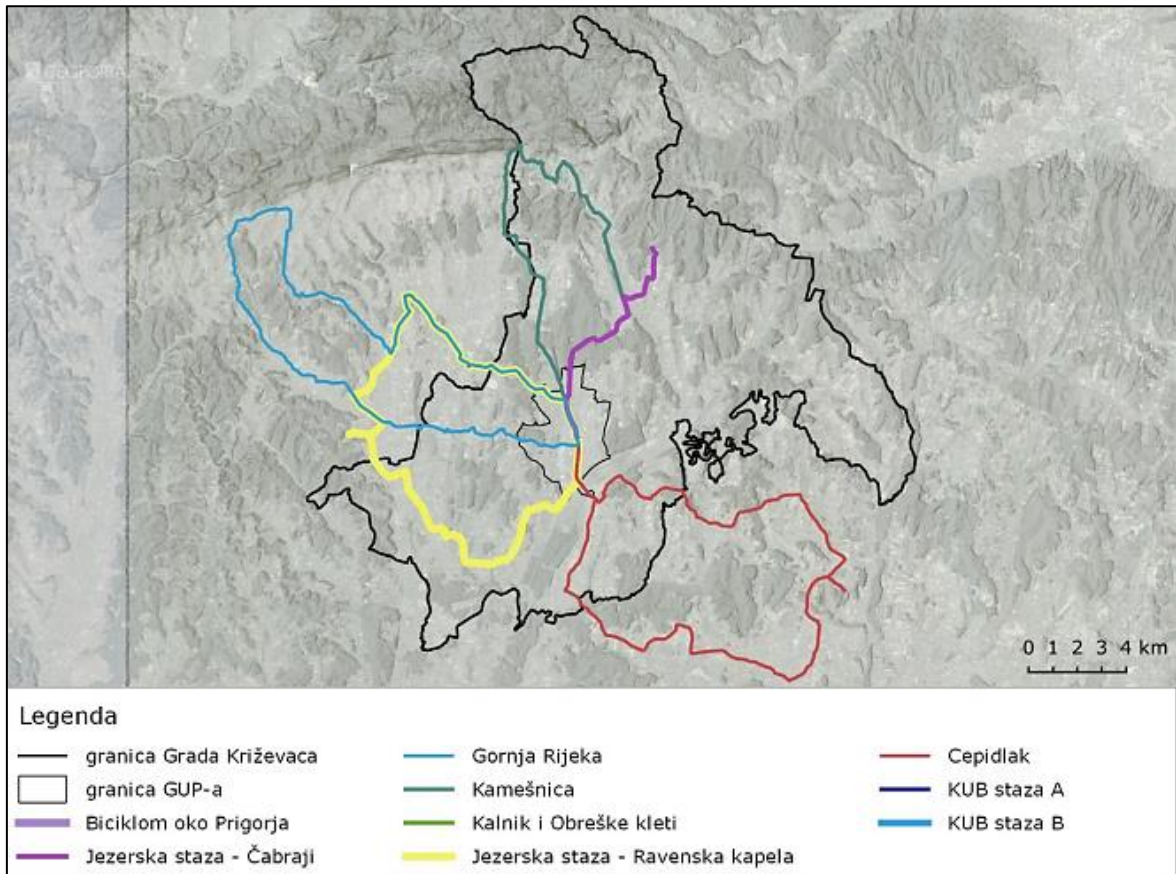 0 1 2 3 4 km
Legenda
granica Grada Križevaca
granica GUP-a
Biciklom oko Prigorja
Jezerska staza - Čabraji
Gornja Rijeka
Kamešnica
Kalnik i Obreške kleti
Jezerska staza - Ravenska kapela
Cepidlak
KUB staza A
KUB staza B